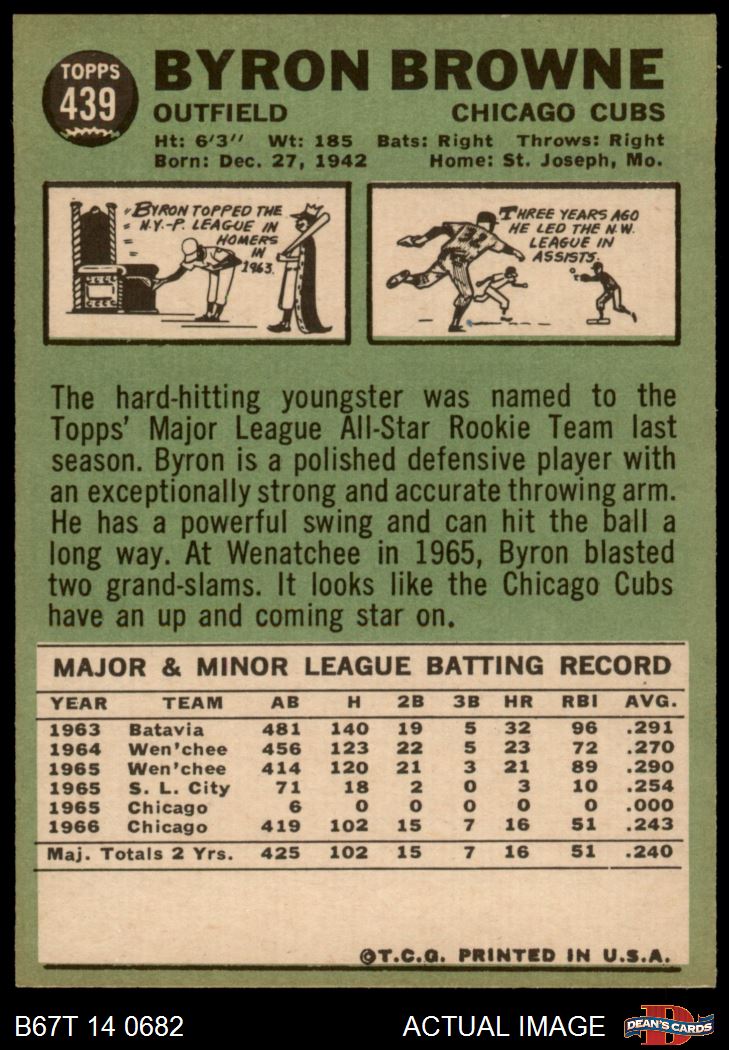 TOPPS
439
BYRON BROWNE
OUTFIELD CHICAGO CUBS
Ht: 6'3" Wt: 185 Bats: Right Throws: Right
Born: Dec. 27, 1942 Home: St. Joseph, Mo.
BYRON TOPPED THE
N.Y.-P. LEAGUE IN
HOMERS
IN
1963.
THREE YEARS AGO
HE LED THE N.W.
LEAGUE IN
ASSISTS.
32
The hard-hitting youngster was named to the
Topps' Major League All-Star Rookie Team last
season. Byron is a polished defensive player with
an exceptionally strong and accurate throwing arm.
He has a powerful swing and can hit the ball a
long way. At Wenatchee in 1965, Byron blasted
two grand-slams. It looks like the Chicago Cubs
have an up and coming star on.
MAJOR & MINOR LEAGUE BATTING RECORD
YEAR TEAM AB H 2B 3B HR RBI AVG.
1963 Batavia 481 140 19 5 32 96 .291
1964 Wen'chee 456 123 22 5 23 72 .270
1965 Wen'chee 414 120 21 3 21 89 .290
1965 S. L. City 71 18 2 0 3 10 .254
1965 Chicago 6 0 0 0 0 0 .000
1966 Chicago 419 102 15 7 16 51 .243
Maj. Totals 2 Yrs. 425 102 15 7 16 51 .240
©T.C.G. PRINTED IN U.S.A.
B67T 14 0682 ACTUAL IMAGE
D
DEAN'S CARDS